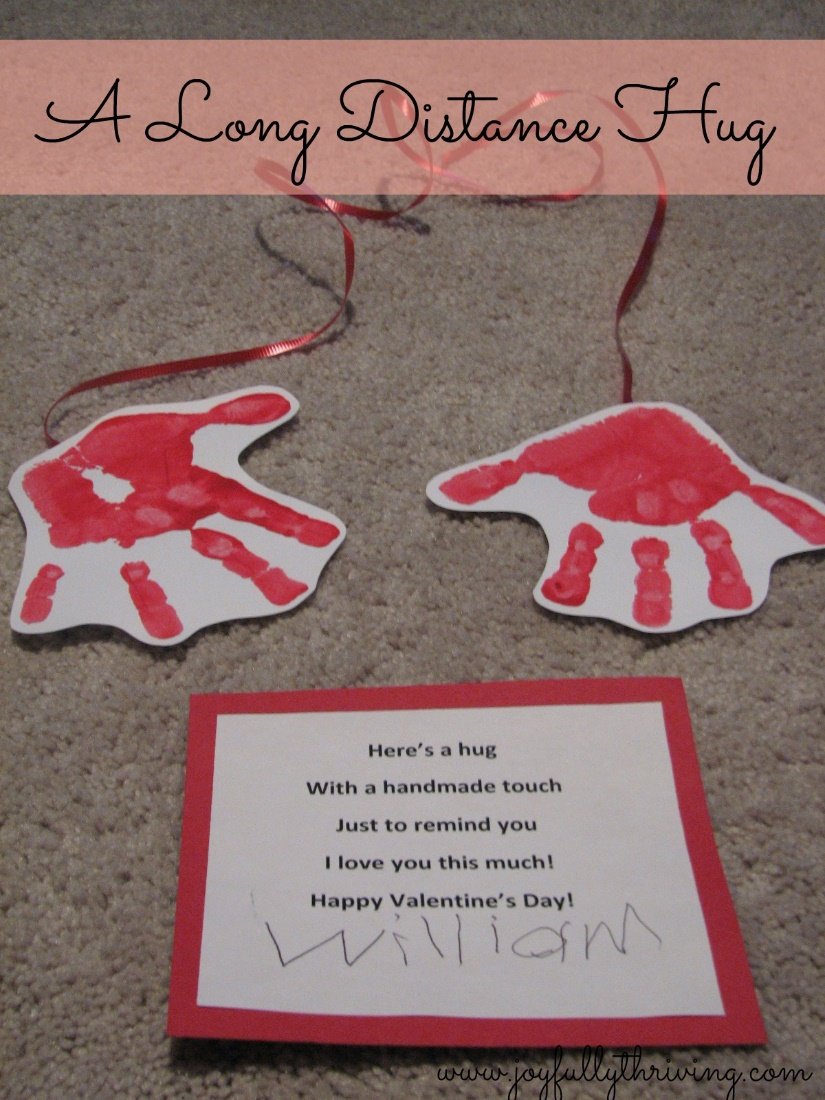 A Long Distance Hug
Here's a hug
With a handmade touch
Just to remind you
I love you this much!
Happy Valentine's Day!
William
www.joyfullythriving.com